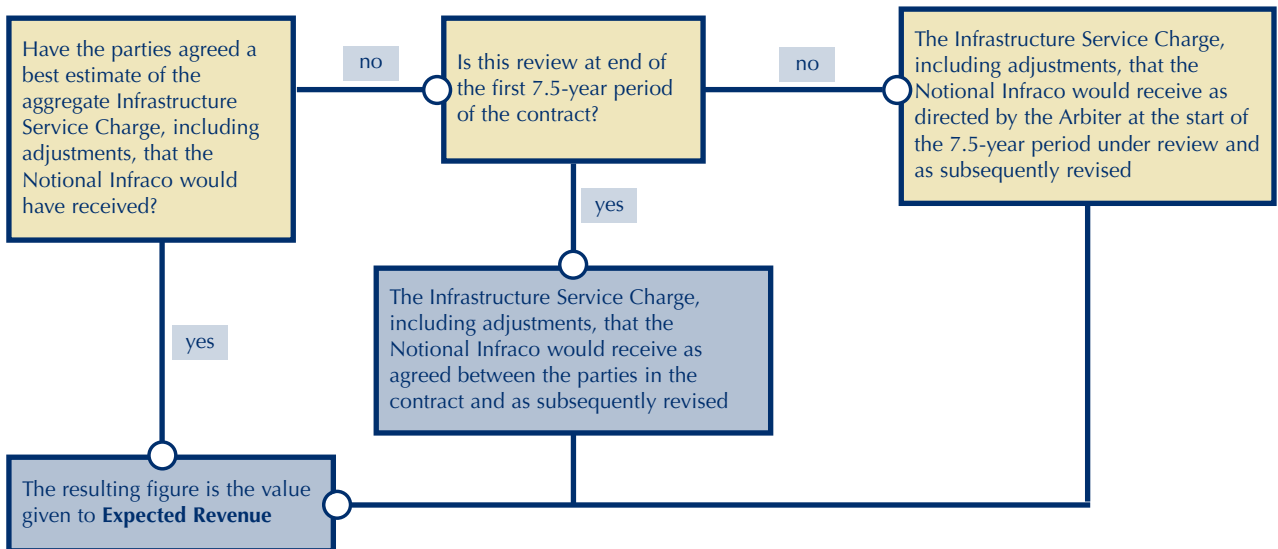 Have the parties agreed a
best estimate of the
aggregate Infrastructure
Service Charge, including
adjustments, that the
Notional Infraco would
have received?
no
Is this review at end of
the first 7.5-year period
of the contract?
no
The Infrastructure Service Charge,
including adjustments, that the
Notional Infraco would receive as
directed by the Arbiter at the start of
the 7.5-year period under review and
as subsequently revised
yes
The Infrastructure Service Charge,
including adjustments, that the
Notional Infraco would receive as
agreed between the parties in the
contract and as subsequently revised
yes
The resulting figure is the value
given to Expected Revenue